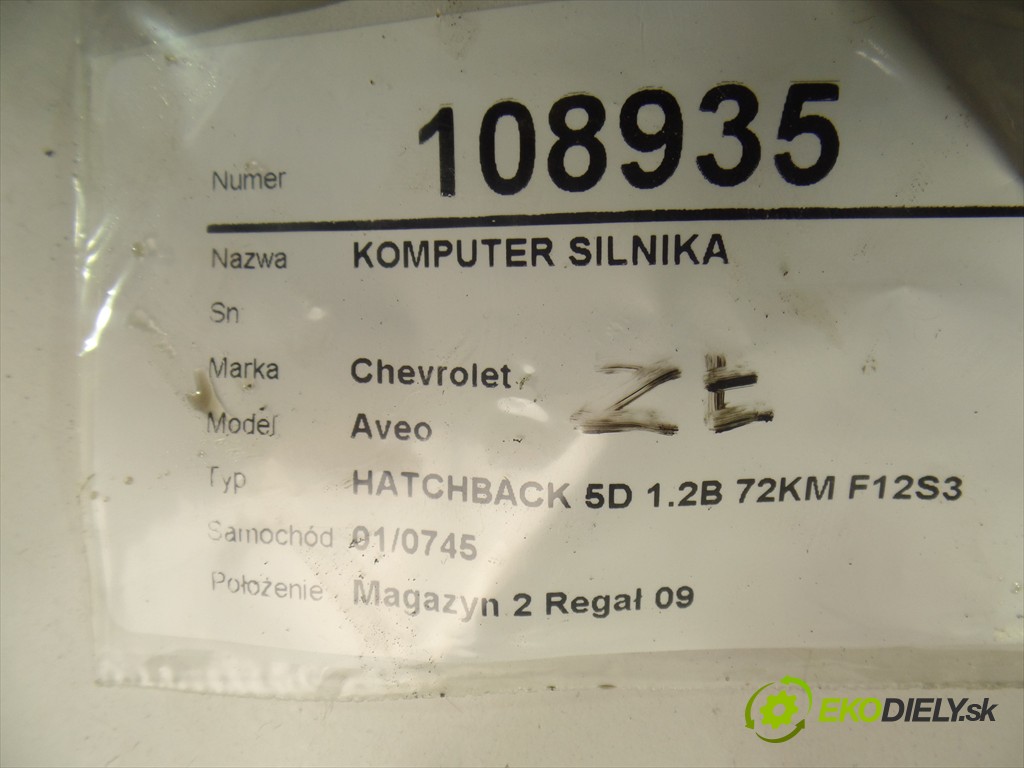 Numer 108935
Nazwa KOMPUTER SILNIKA
Sn
Marka Chevrolet
ZE
Model Aveo
Typ HATCHBACK 5D 1.2B 72KM F12S3
Samochód 01/0745
Położenie Magazyn 2 Regał 09
EKODIELY.sk